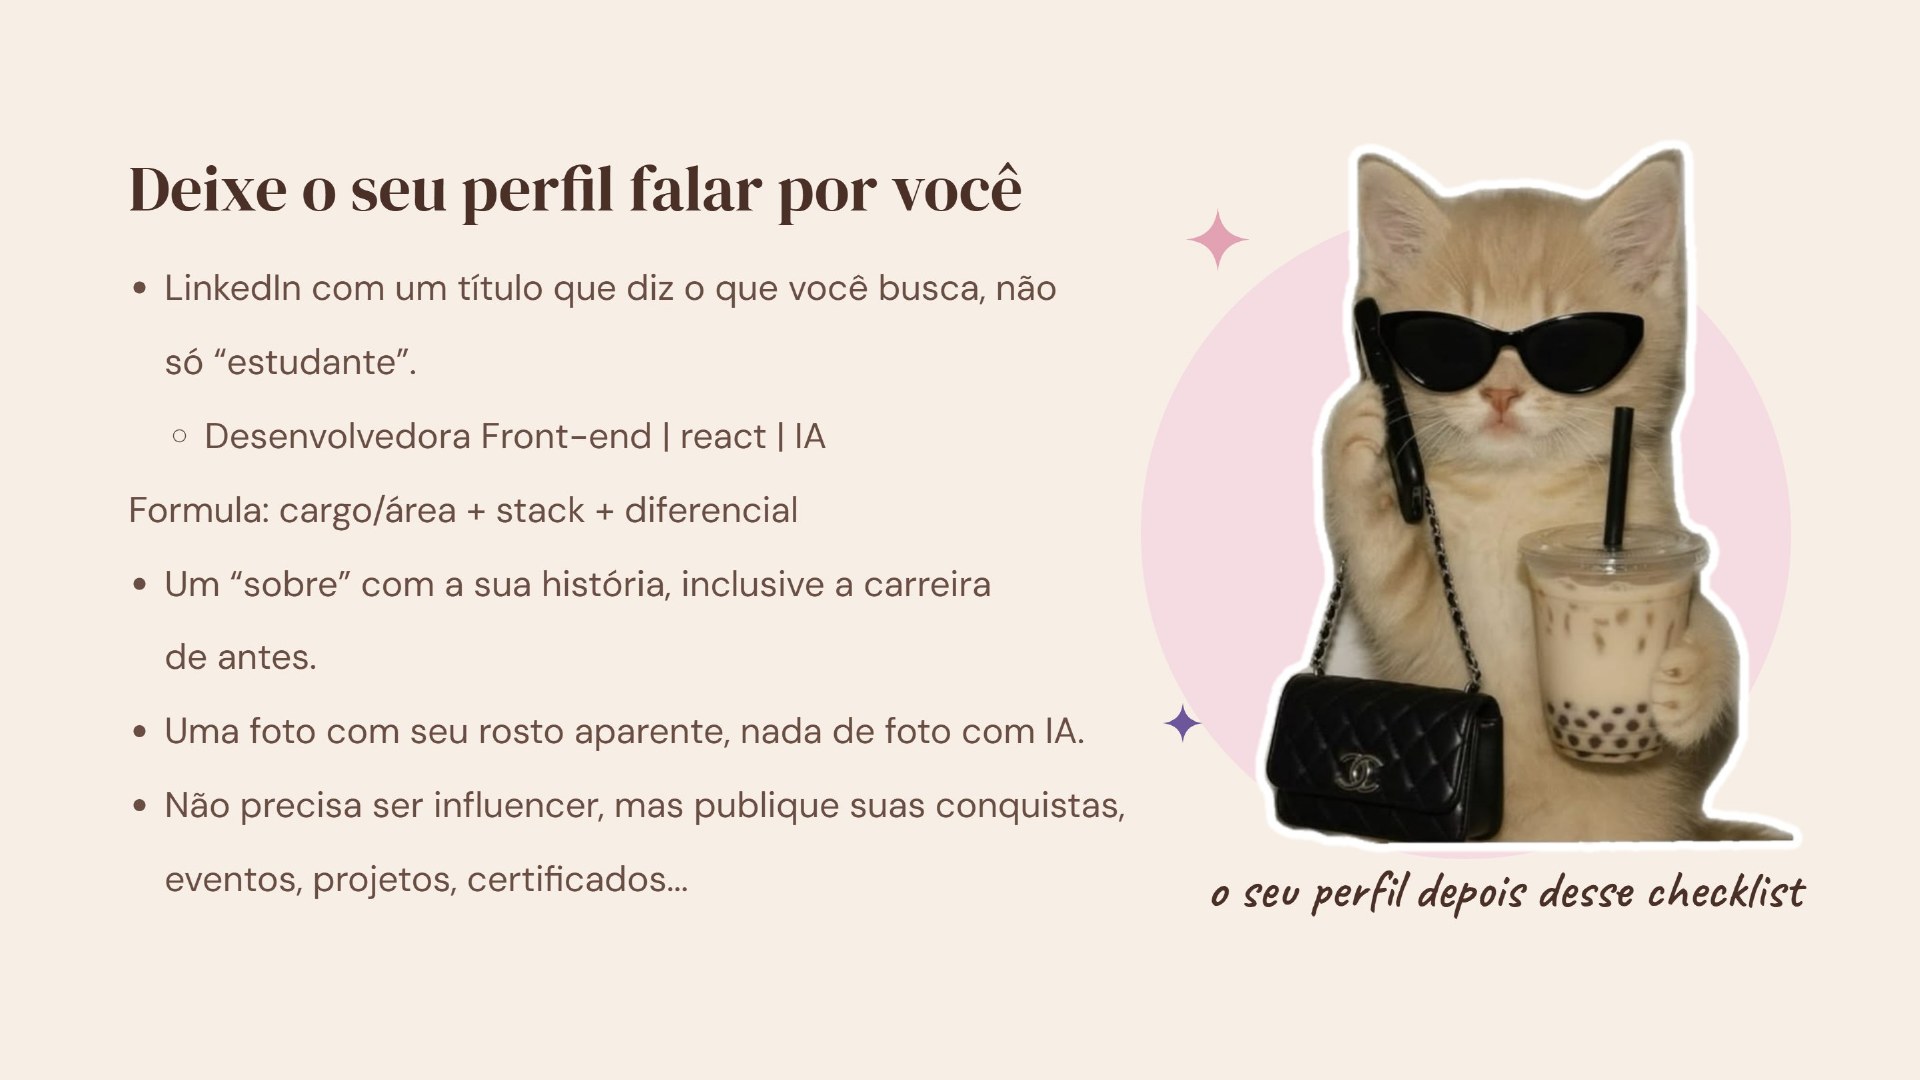 Deixe o seu perfil falar por você
• LinkedIn com um título que diz o que você busca, não
só “estudante”.
◦ Desenvolvedora Front-end | react | IA
Formula: cargo/área + stack + diferencial
• Um “sobre” com a sua história, inclusive a carreira
de antes.
• Uma foto com seu rosto aparente, nada de foto com IA.
• Não precisa ser influencer, mas publique suas conquistas,
eventos, projetos, certificados...
o seu perfil depois desse checklist